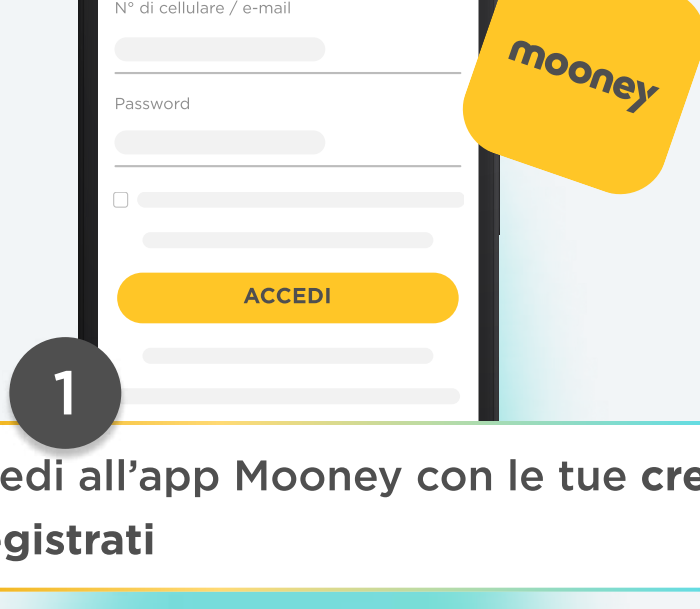 N° di cellulare / e-mail
mooney
Password
ACCEDI
1
edi all'app Mooney con le tue cre
gistrati